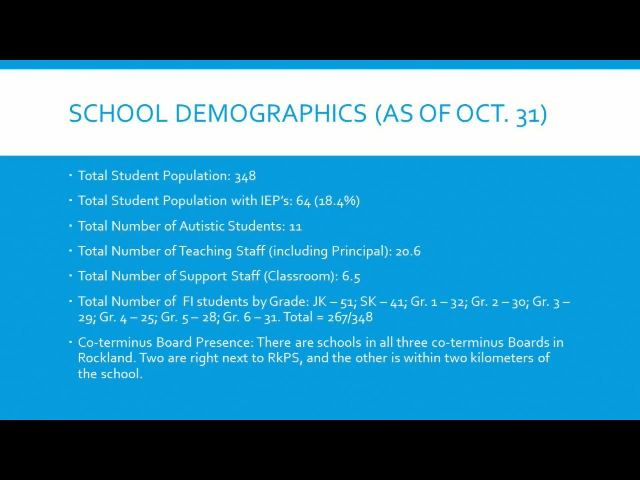 SCHOOL DEMOGRAPHICS (AS OF OCT. 31)
▪ Total Student Population: 348
▪ Total Student Population with IEP's: 64 (18.4%)
▪ Total Number of Autistic Students: 11
▪ Total Number of Teaching Staff (including Principal): 20.6
▪ Total Number of Support Staff (Classroom): 6.5
▪ Total Number of  FI students by Grade: JK – 51; SK – 41; Gr. 1 – 32; Gr. 2 – 30; Gr. 3 –
29; Gr. 4 – 25; Gr. 5 – 28; Gr. 6 – 31. Total = 267/348
▪ Co-terminus Board Presence: There are schools in all three co-terminus Boards in
Rockland. Two are right next to RkPS, and the other is within two kilometers of
the school.